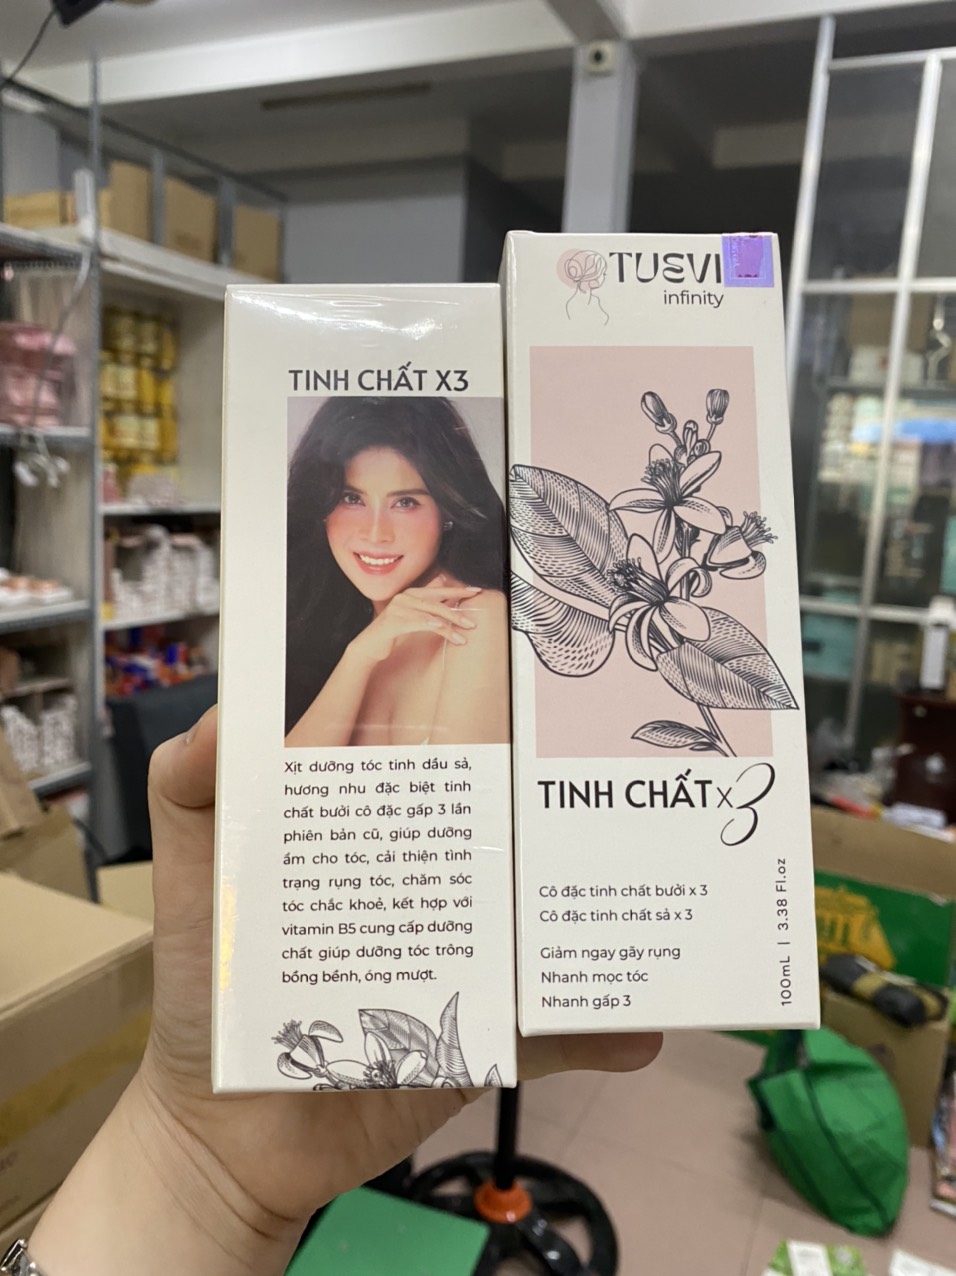 TINH CHẤT X3
Xịt dưỡng tóc tinh dầu sả,
hương nhu đặc biệt tinh
chất bưởi cô đặc gấp 3 lần
phiên bản cũ, giúp dưỡng
ẩm cho tóc, cải thiện tình
trạng rụng tóc, chăm sóc
tóc chắc khoẻ, kết hợp với
vitamin B5 cung cấp dưỡng
chất giúp dưỡng tóc trông
bồng bềnh, óng mượt.
TUEVI
infinity
TINH CHẤT x3
Cô đặc tinh chất bưởi x 3
Cô đặc tinh chất sả x 3
Giảm ngay gãy rụng
Nhanh mọc tóc
Nhanh gấp 3
100mL | 3.38 Fl.oz